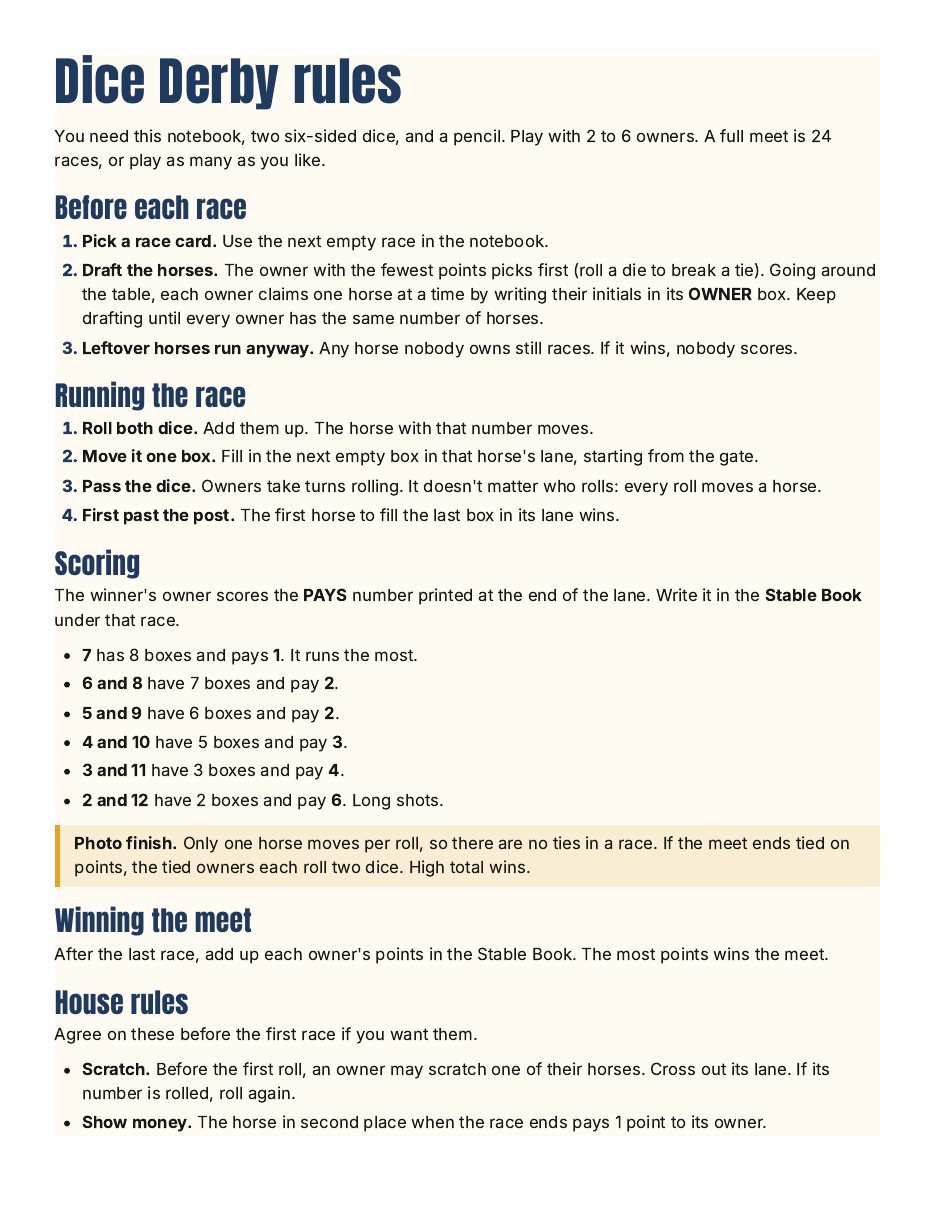 Dice Derby rules
You need this notebook, two six-sided dice, and a pencil. Play with 2 to 6 owners. A full meet is 24
races, or play as many as you like.
Before each race
1. Pick a race card. Use the next empty race in the notebook.
2. Draft the horses. The owner with the fewest points picks first (roll a die to break a tie). Going around
the table, each owner claims one horse at a time by writing their initials in its OWNER box. Keep
drafting until every owner has the same number of horses.
3. Leftover horses run anyway. Any horse nobody owns still races. If it wins, nobody scores.
Running the race
1. Roll both dice. Add them up. The horse with that number moves.
2. Move it one box. Fill in the next empty box in that horse's lane, starting from the gate.
3. Pass the dice. Owners take turns rolling. It doesn't matter who rolls: every roll moves a horse.
4. First past the post. The first horse to fill the last box in its lane wins.
Scoring
The winner's owner scores the PAYS number printed at the end of the lane. Write it in the Stable Book
under that race.
• 7 has 8 boxes and pays 1. It runs the most.
• 6 and 8 have 7 boxes and pay 2.
• 5 and 9 have 6 boxes and pay 2.
• 4 and 10 have 5 boxes and pay 3.
• 3 and 11 have 3 boxes and pay 4.
• 2 and 12 have 2 boxes and pay 6. Long shots.
Photo finish. Only one horse moves per roll, so there are no ties in a race. If the meet ends tied on
points, the tied owners each roll two dice. High total wins.
Winning the meet
After the last race, add up each owner's points in the Stable Book. The most points wins the meet.
House rules
Agree on these before the first race if you want them.
• Scratch. Before the first roll, an owner may scratch one of their horses. Cross out its lane. If its
number is rolled, roll again.
• Show money. The horse in second place when the race ends pays 1 point to its owner.